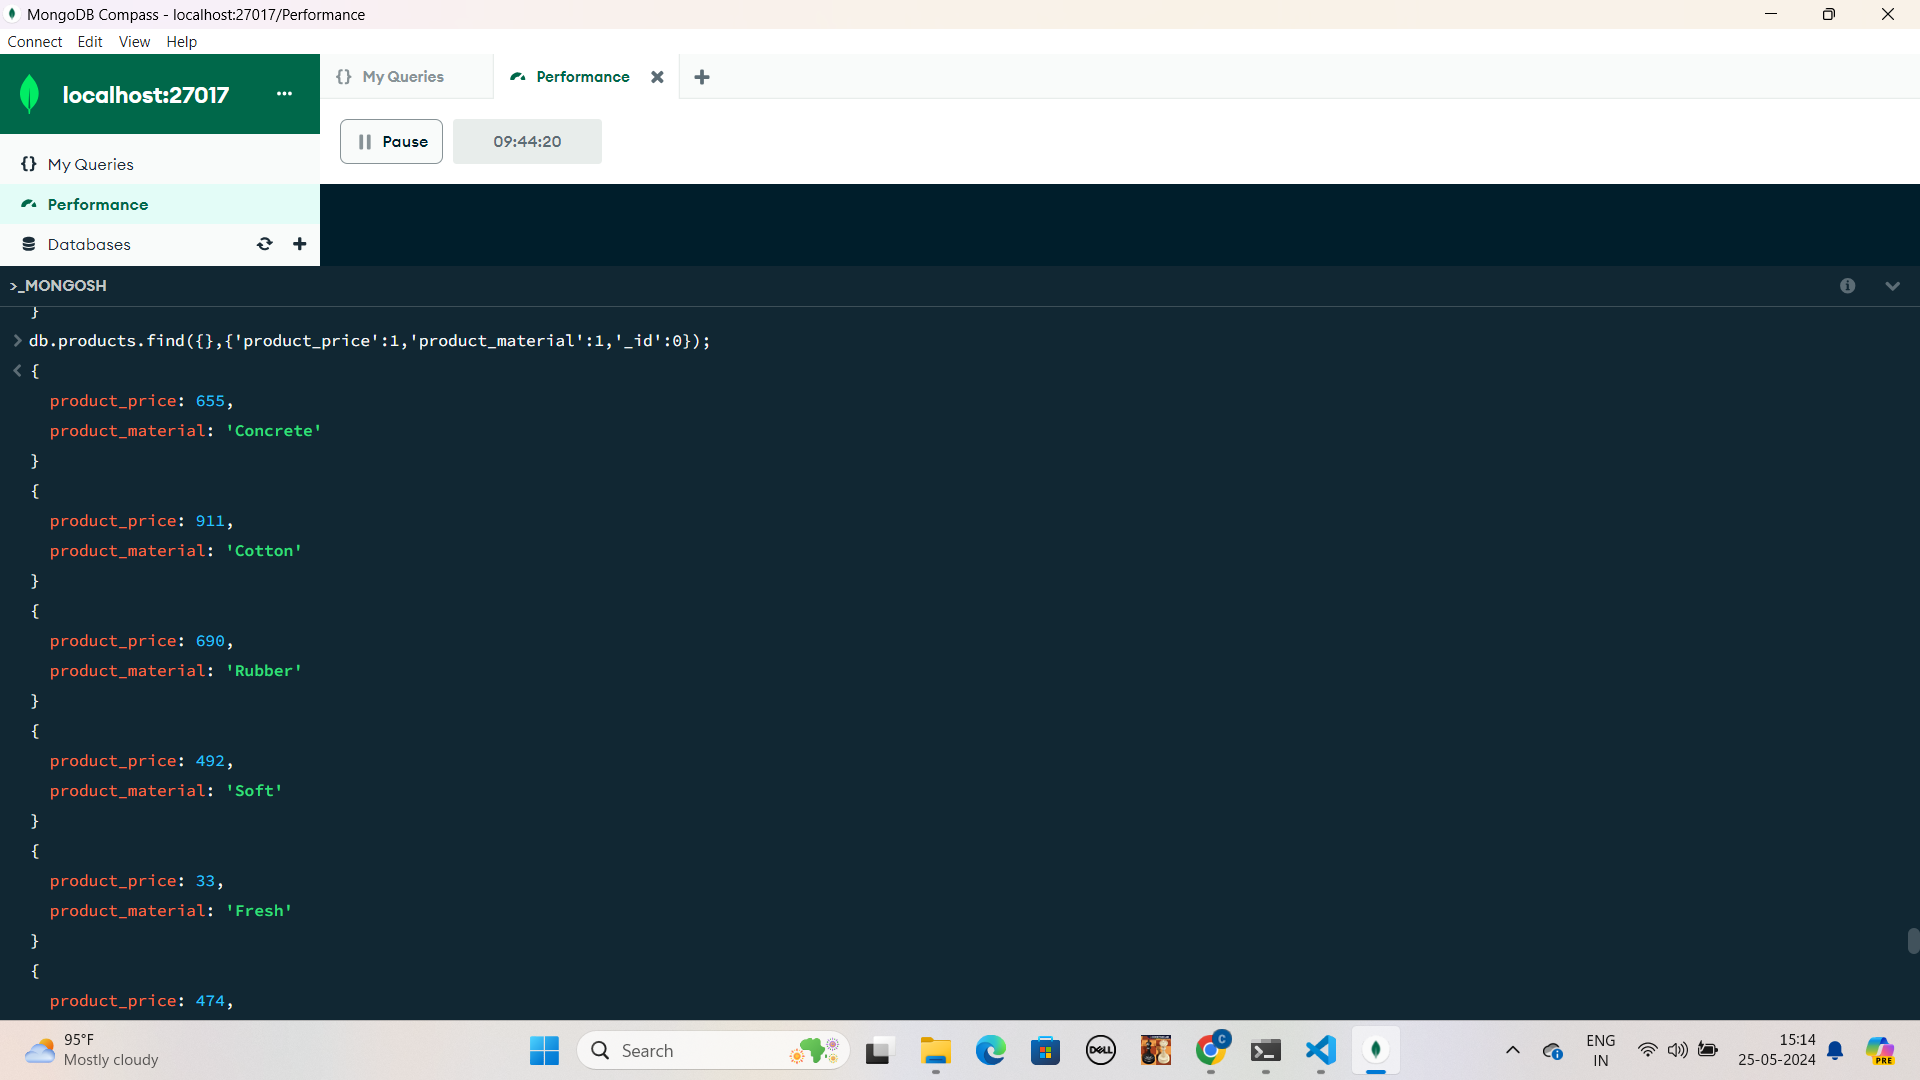 MongoDB Compass - localhost:27017/Performance
Connect Edit View Help
localhost:27017 ...
{} My Queries
Performance
+
Pause
09:44:20
{} My Queries
Performance
Databases
>_MONGOSH
}
> db.products.find({},{'product_price':1,'product_material':1,'_id':0});
< {
product_price: 655,
product_material: 'Concrete'
}
{
product_price: 911,
product_material: 'Cotton'
}
{
product_price: 690,
product_material: 'Rubber'
}
{
product_price: 492,
product_material: 'Soft'
}
{
product_price: 33,
product_material: 'Fresh'
}
{
product_price: 474,
95°F
Mostly cloudy
Search
DELL
C
ENG
IN
15:14
25-05-2024
PRE